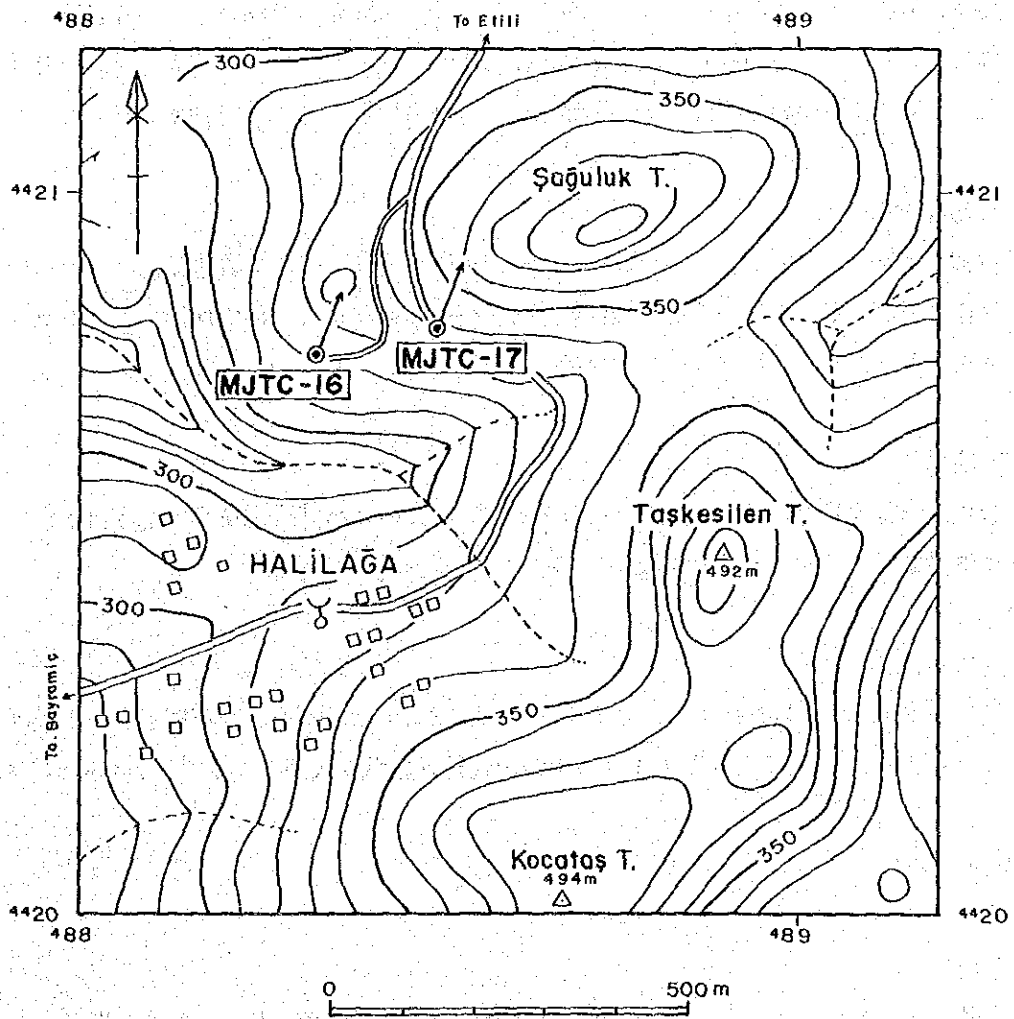 488
To Etili
489
300
350
Şağuluk T.
4421
4421
350
MJTC-16
MJTC-17
300
Taşkesilen T.
492m
HALİLAĞA
300
To Bayramiç
350
350
Kocataş T.
494m
4420
4420
488
489
0
500m